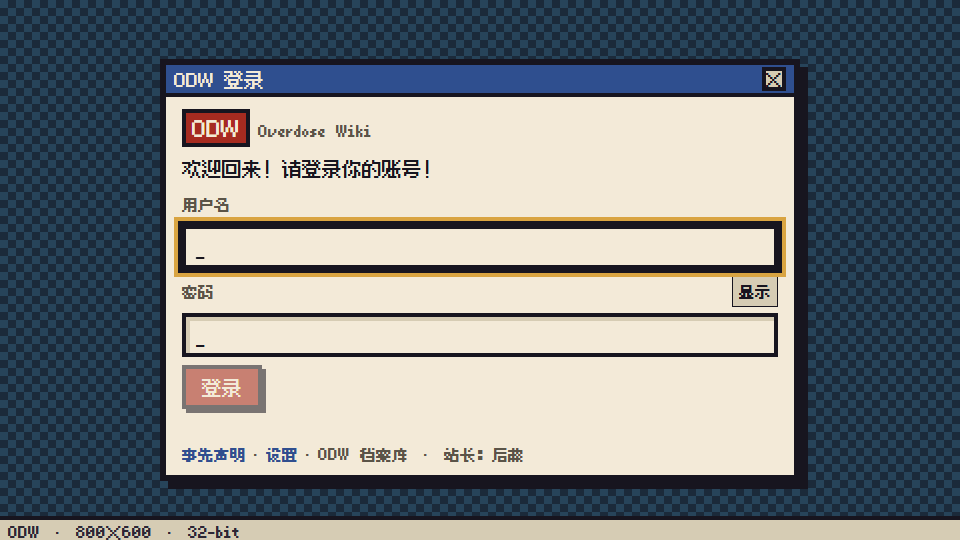 ODW 登录
ODW Overdose Wiki
欢迎回来！请登录你的账号！
用户名
_
密码 显示
_
登录
事先声明 · 设置 · ODW 档案库 · 站长：后
ODW · 800×600 · 32-bit